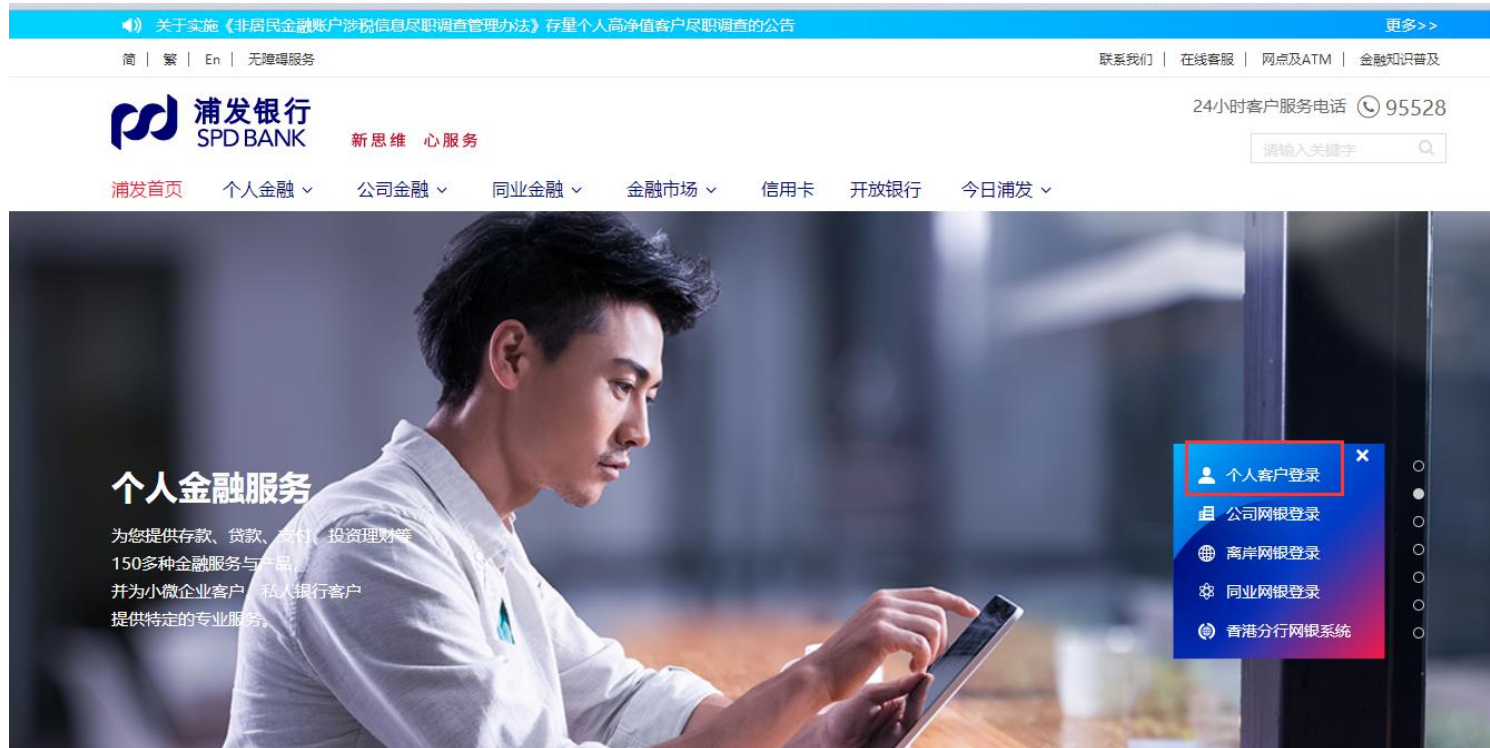 关于实施《非居民金融账户涉税信息尽职调查管理办法》存量个人高净值客户尽职调查的公告 更多>>
简 | 繁 | En | 无障碍服务 联系我们 | 在线客服 | 网点及ATM | 金融知识普及
浦发银行
SPD BANK
新思维 心服务
24小时客户服务电话 95528
请输入关键字
浦发首页 个人金融 公司金融 同业金融 金融市场 信用卡 开放银行 今日浦发
个人金融服务
为您提供存款、贷款、支付、投资理财等
150多种金融服务与产品，
并为小微企业客户、私人银行客户
提供特定的专业服务。
个人客户登录
公司网银登录
离岸网银登录
同业网银登录
香港分行网银系统